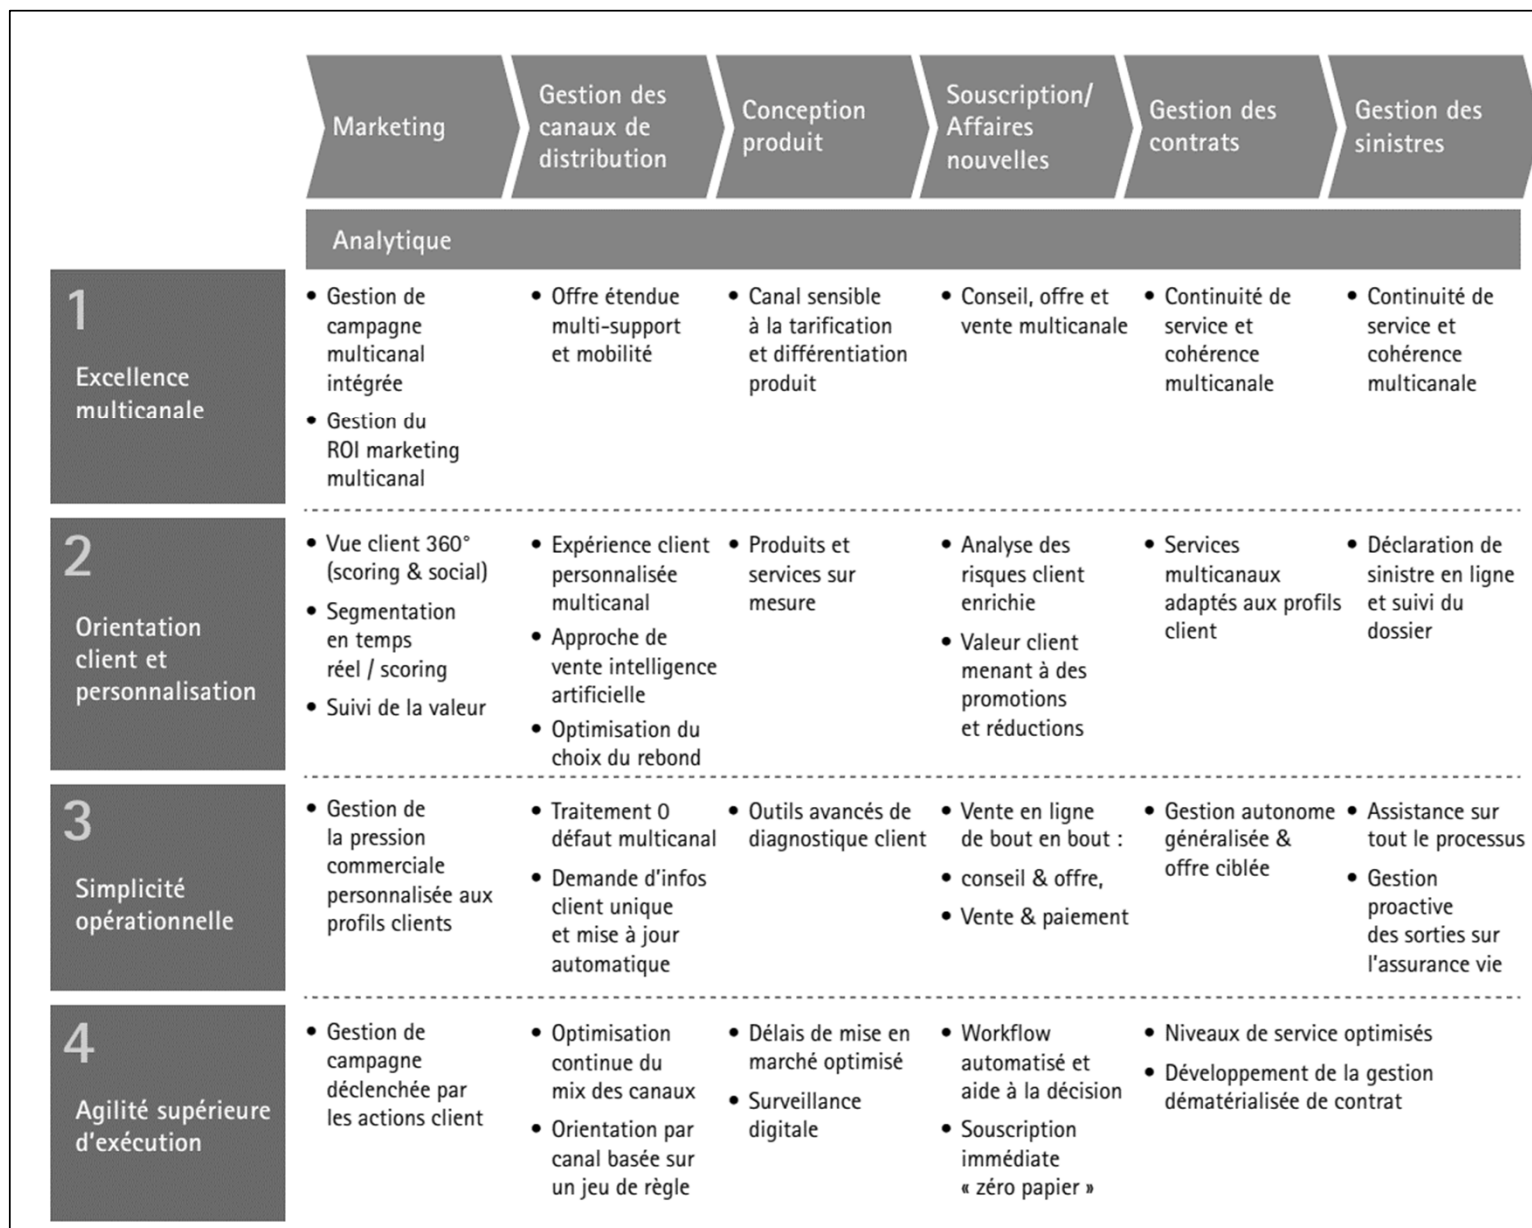 Marketing
Gestion des
canaux de
distribution
Conception
produit
Souscription/
Affaires
nouvelles
Gestion des
contrats
Gestion des
sinistres
Analytique
1
Excellence
multicanale
• Gestion de
campagne
multicanal
intégrée
• Gestion du
ROI marketing
multicanal
• Offre étendue
multi-support
et mobilité
• Canal sensible
à la tarification
et différentiation
produit
• Conseil, offre et
vente multicanale
• Continuité de
service et
cohérence
multicanale
• Continuité de
service et
cohérence
multicanale
2
Orientation
client et
personnalisation
• Vue client 360°
(scoring & social)
• Segmentation
en temps
réel / scoring
• Suivi de la valeur
• Expérience client
personnalisée
multicanal
• Approche de
vente intelligence
artificielle
• Optimisation du
choix du rebond
• Produits et
services sur
mesure
• Analyse des
risques client
enrichie
• Valeur client
menant à des
promotions
et réductions
• Services
multicanaux
adaptés aux profils
client
• Déclaration de
sinistre en ligne
et suivi du
dossier
3
Simplicité
opérationnelle
• Gestion de
la pression
commerciale
personnalisée aux
profils clients
• Traitement 0
défaut multicanal
• Demande d'infos
client unique
et mise à jour
automatique
• Outils avancés de
diagnostique client
• Vente en ligne
de bout en bout :
• conseil & offre,
• Vente & paiement
• Gestion autonome
généralisée &
offre ciblée
• Assistance sur
tout le processus
• Gestion
proactive
des sorties sur
l'assurance vie
4
Agilité supérieure
d'exécution
• Gestion de
campagne
déclenchée par
les actions client
• Optimisation
continue du
mix des canaux
• Orientation par
canal basée sur
un jeu de règle
• Délais de mise en
marché optimisé
• Surveillance
digitale
• Workflow
automatisé et
aide à la décision
• Souscription
immédiate
« zéro papier »
• Niveaux de service optimisés
• Développement de la gestion
dématérialisée de contrat